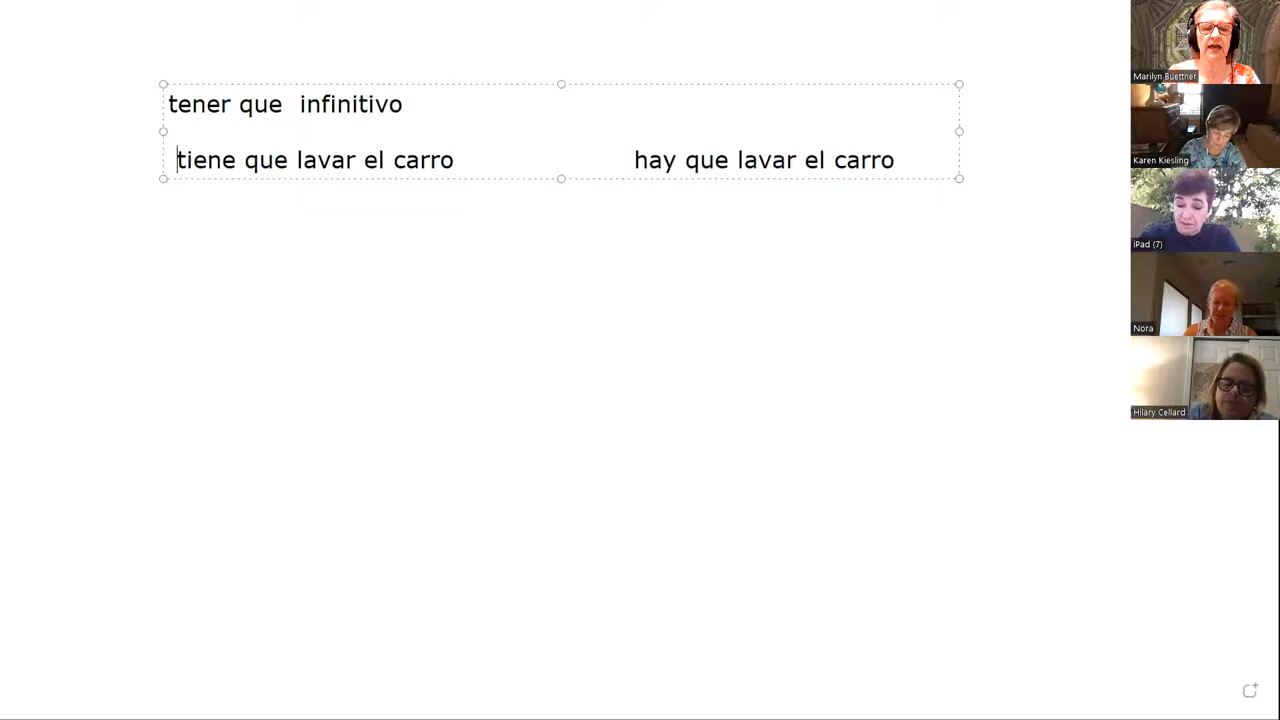 tener que  infinitivo
tiene que lavar el carro
hay que lavar el carro
Marilyn Buettner
Karen Kiesling
iPad (7)
Nora
Hilary Cellard